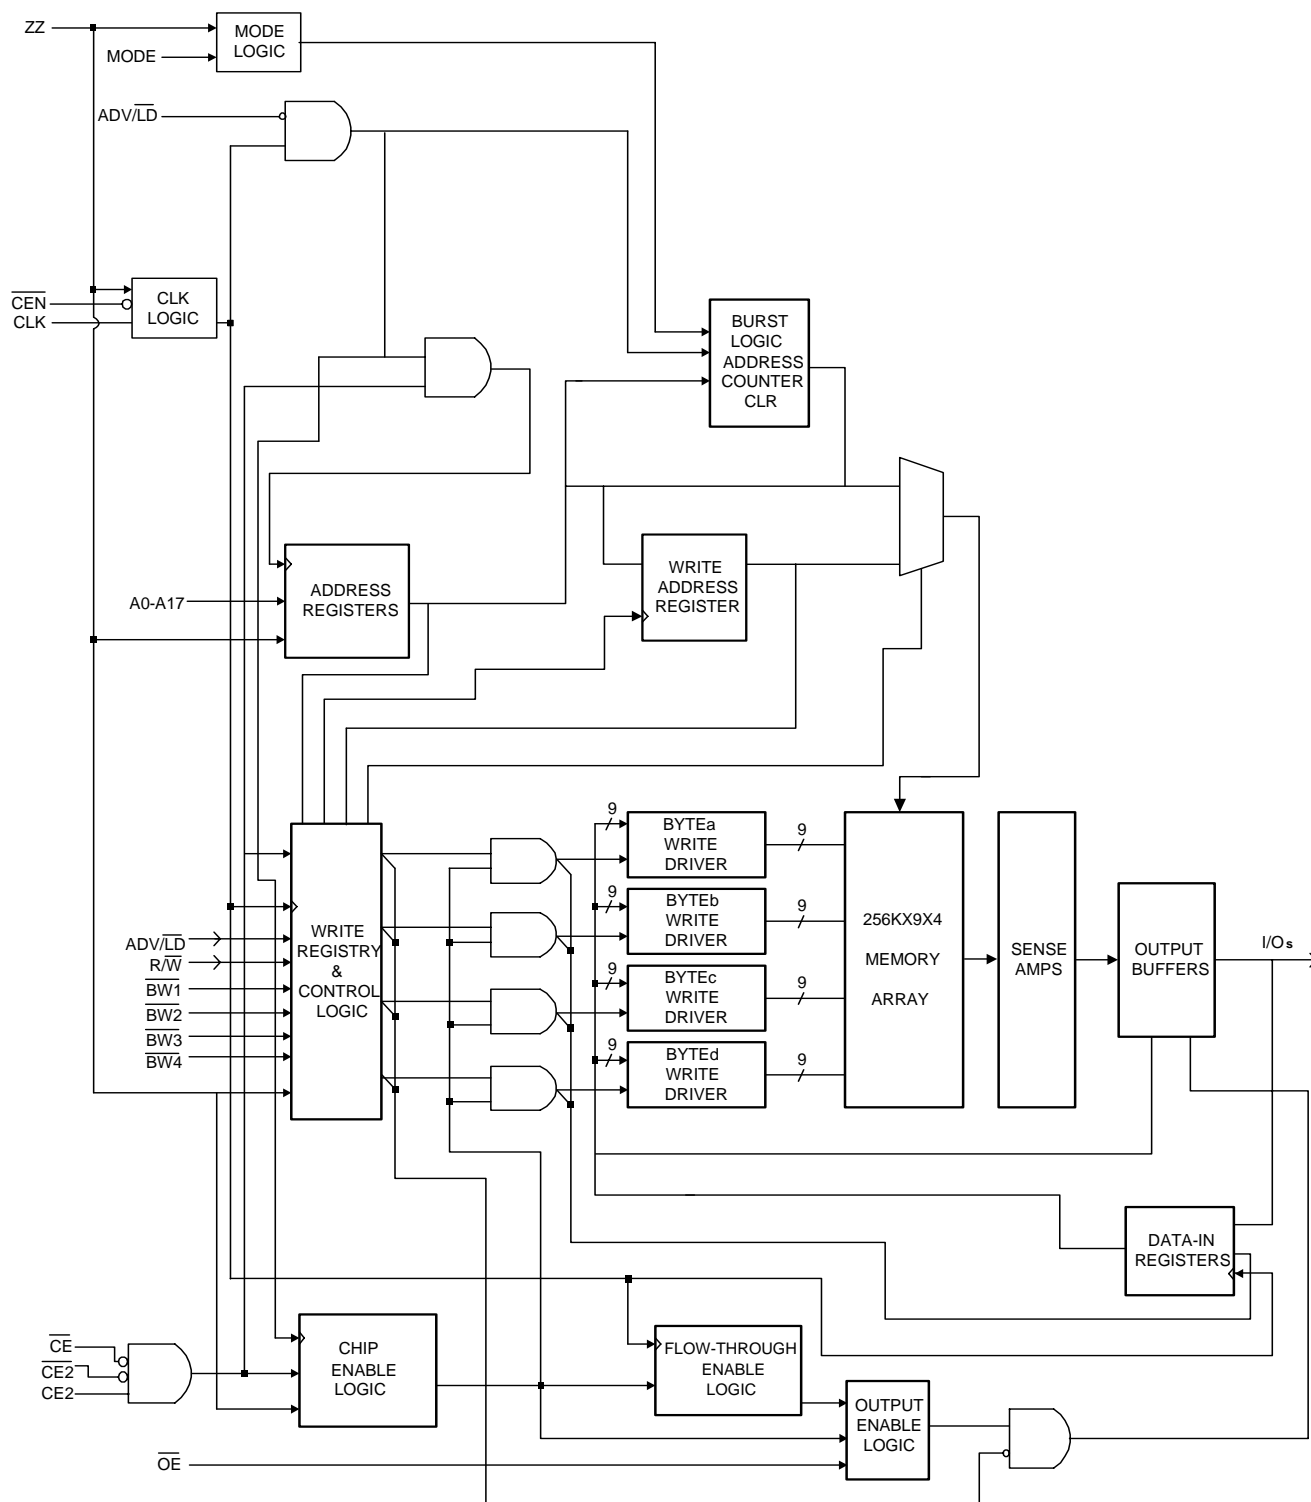 ZZ
MODE
MODE
LOGIC
ADV/LD
CEN
CLK
CLK
LOGIC
BURST
LOGIC
ADDRESS
COUNTER
CLR
A0-A17
ADDRESS
REGISTERS
WRITE
ADDRESS
REGISTER
ADV/LD
R/W
BW1
BW2
BW3
BW4
WRITE
REGISTRY
&
CONTROL
LOGIC
9
BYTEa
WRITE
DRIVER
9
9
BYTEb
WRITE
DRIVER
9
9
BYTEc
WRITE
DRIVER
9
9
BYTEd
WRITE
DRIVER
9
256KX9X4
MEMORY
ARRAY
SENSE
AMPS
OUTPUT
BUFFERS
I/Os
DATA-IN
REGISTERS
CE
CE2
CE2
CHIP
ENABLE
LOGIC
FLOW-THROUGH
ENABLE
LOGIC
OUTPUT
ENABLE
LOGIC
OE